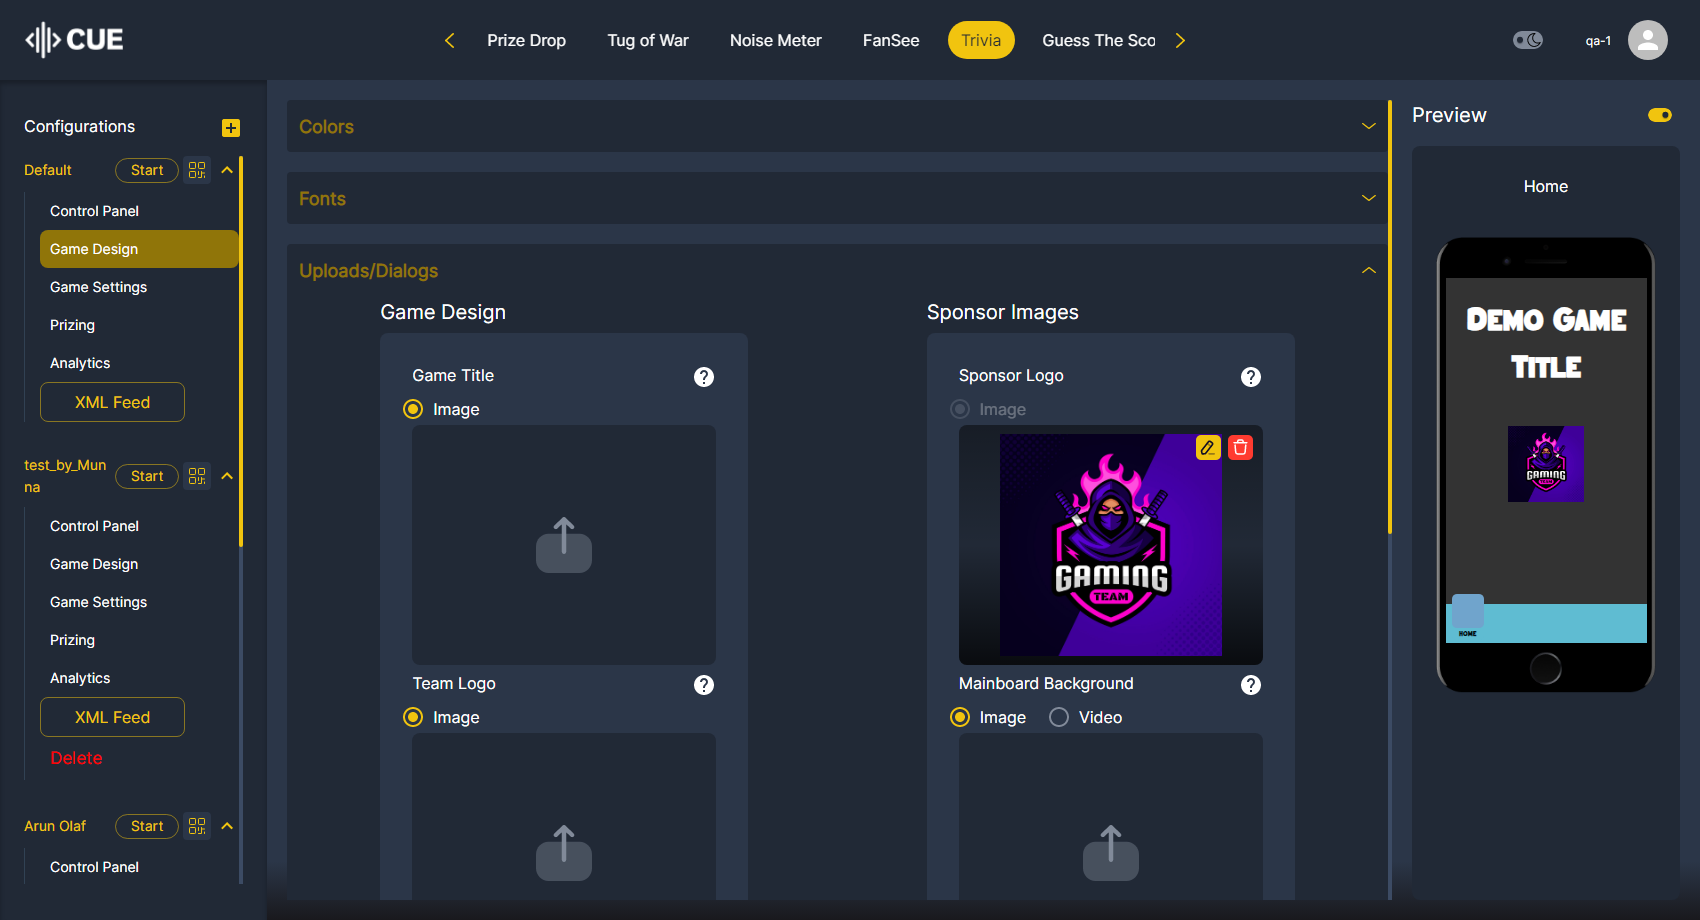 CUE
Prize Drop
Tug of War
Noise Meter
FanSee
Trivia
Guess The Sco
qa-1
Configurations
Default
Start
Control Panel
Game Design
Game Settings
Prizing
Analytics
XML Feed
test_by_Mun
na
Start
Control Panel
Game Design
Game Settings
Prizing
Analytics
XML Feed
Delete
Arun Olaf
Start
Control Panel
Colors
Fonts
Uploads/Dialogs
Game Design
Game Title
?
Image
Team Logo
?
Image
Sponsor Images
Sponsor Logo
?
Image
GAMING
TEAM
Mainboard Background
?
Image
Video
Preview
Home
DEMO GAME
TITLE
GAMING
TEAM
HOME